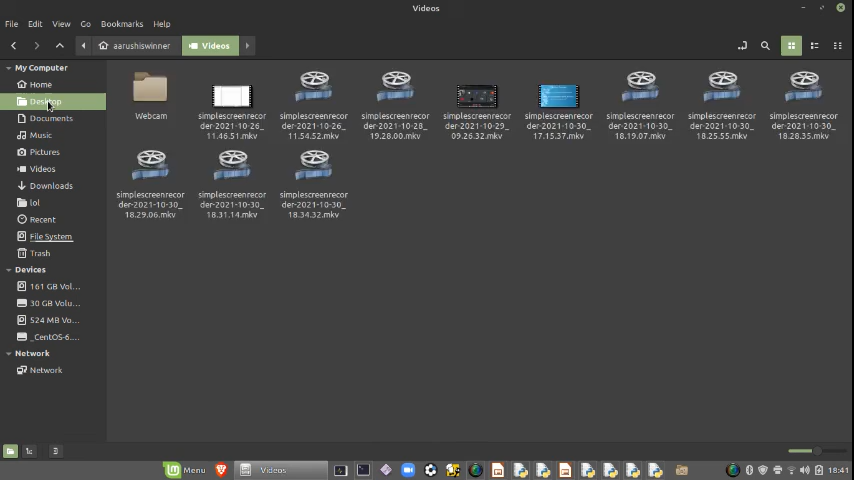 Videos
File Edit View Go Bookmarks Help
aarushiswinner Videos
My Computer
Home
Desktop
Documents
Music
Pictures
Videos
Downloads
lol
Recent
File System
Trash
Devices
161 GB Vol...
30 GB Volu...
524 MB Vo...
_CentOS-6....
Network
Network
Webcam
simplescreenrecor
der-2021-10-26_
11.46.51.mkv
simplescreenrecor
der-2021-10-26_
11.54.52.mkv
simplescreenrecor
der-2021-10-28_
19.28.00.mkv
simplescreenrecor
der-2021-10-29_
09.26.32.mkv
simplescreenrecor
der-2021-10-30_
17.15.37.mkv
simplescreenrecor
der-2021-10-30_
18.19.07.mkv
simplescreenrecor
der-2021-10-30_
18.25.55.mkv
simplescreenrecor
der-2021-10-30_
18.28.35.mkv
simplescreenrecor
der-2021-10-30_
18.29.06.mkv
simplescreenrecor
der-2021-10-30_
18.31.14.mkv
simplescreenrecor
der-2021-10-30_
18.34.32.mkv
Menu Videos 18:41